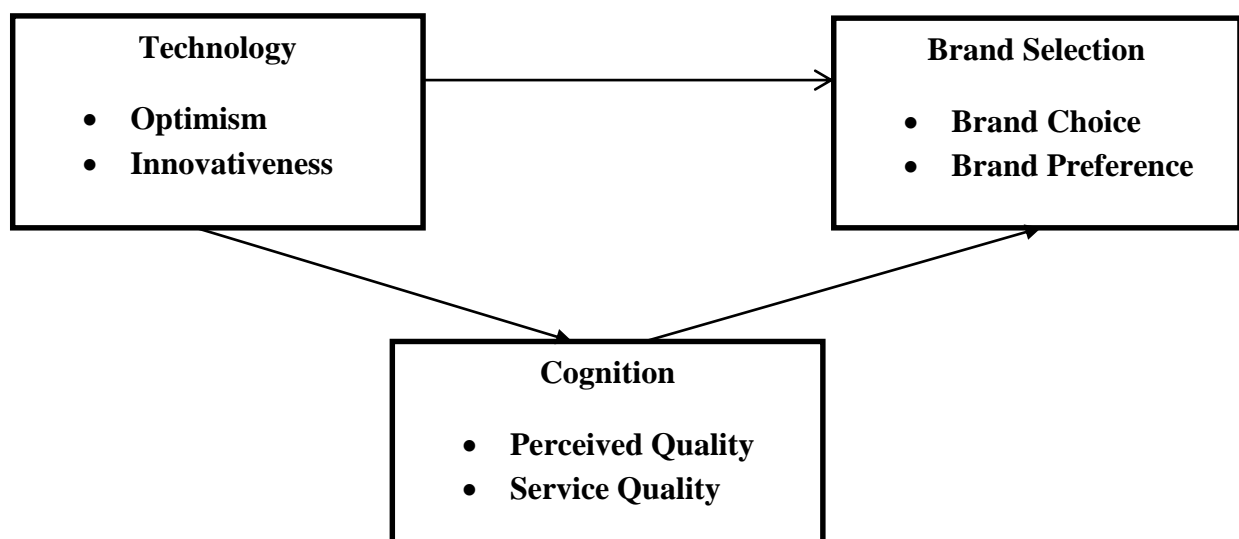 Technology
• Optimism
• Innovativeness
Brand Selection
• Brand Choice
• Brand Preference
Cognition
• Perceived Quality
• Service Quality